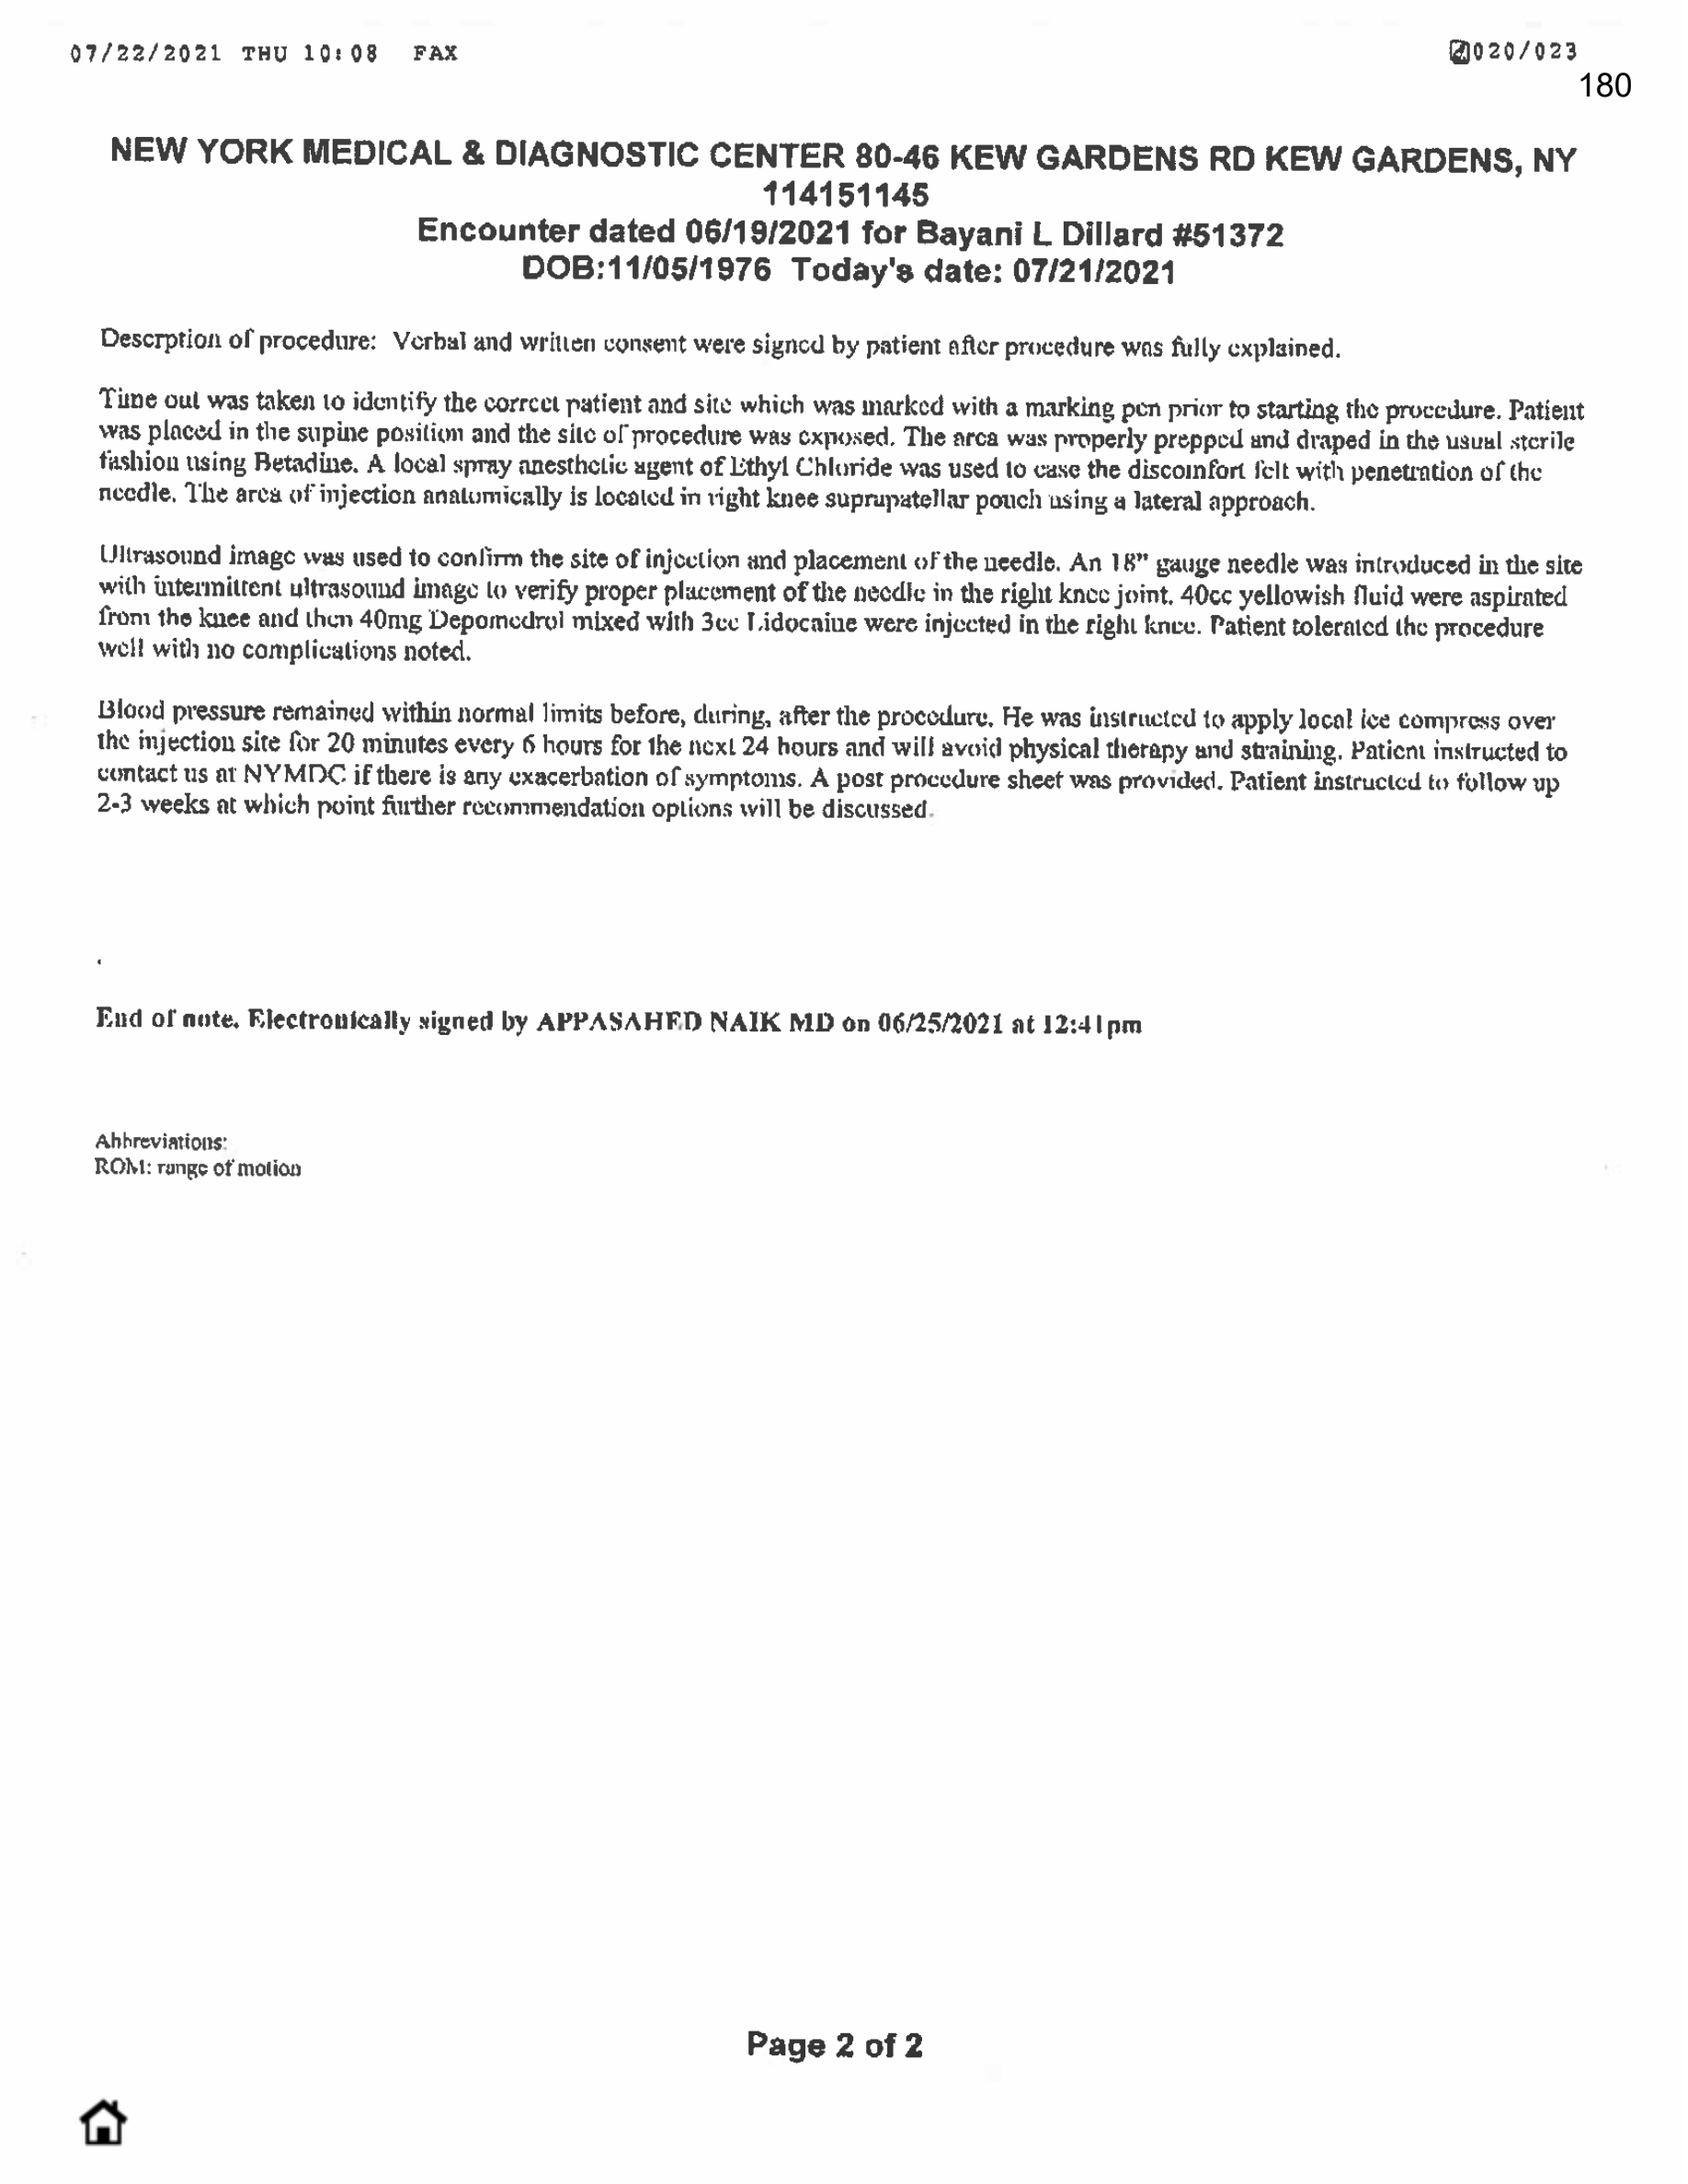 07/22/2021 THU 10:08 FAX
020/023
180
NEW YORK MEDICAL & DIAGNOSTIC CENTER 80-46 KEW GARDENS RD KEW GARDENS, NY
114151145
Encounter dated 06/19/2021 for Bayani L Dillard #51372
DOB:11/05/1976 Today's date: 07/21/2021
Descrption of procedure: Verbal and written consent were signed by patient after procedure was fully explained.
Time out was taken to identify the correct patient and site which was marked with a marking pen prior to starting the procedure. Patient
was placed in the supine position and the site of procedure was exposed. The area was properly prepped and draped in the usual sterile
fashion using Betadine. A local spray anesthetic agent of Ethyl Chloride was used to ease the discomfort felt with penetration of the
needle. The area of injection anatomically is located in right knee suprapatellar pouch using a lateral approach.
Ultrasound image was used to confirm the site of injection and placement of the needle. An 18" gauge needle was introduced in the site
with intermittent ultrasound image to verify proper placement of the needle in the right knee joint. 40cc yellowish fluid were aspirated
from the knee and then 40mg Depomedrol mixed with 3cc Lidocaine were injected in the right knee. Patient tolerated the procedure
well with no complications noted.
Blood pressure remained within normal limits before, during, after the procedure. He was instructed to apply local ice compress over
the injection site for 20 minutes every 6 hours for the next 24 hours and will avoid physical therapy and straining. Patient instructed to
contact us at NYMDC if there is any exacerbation of symptoms. A post procedure sheet was provided. Patient instructed to follow up
2-3 weeks at which point further recommendation options will be discussed.
End of note. Electronically signed by APPASAHED NAIK MD on 06/25/2021 at 12:41pm
Abbreviations:
ROM: range of motion
Page 2 of 2